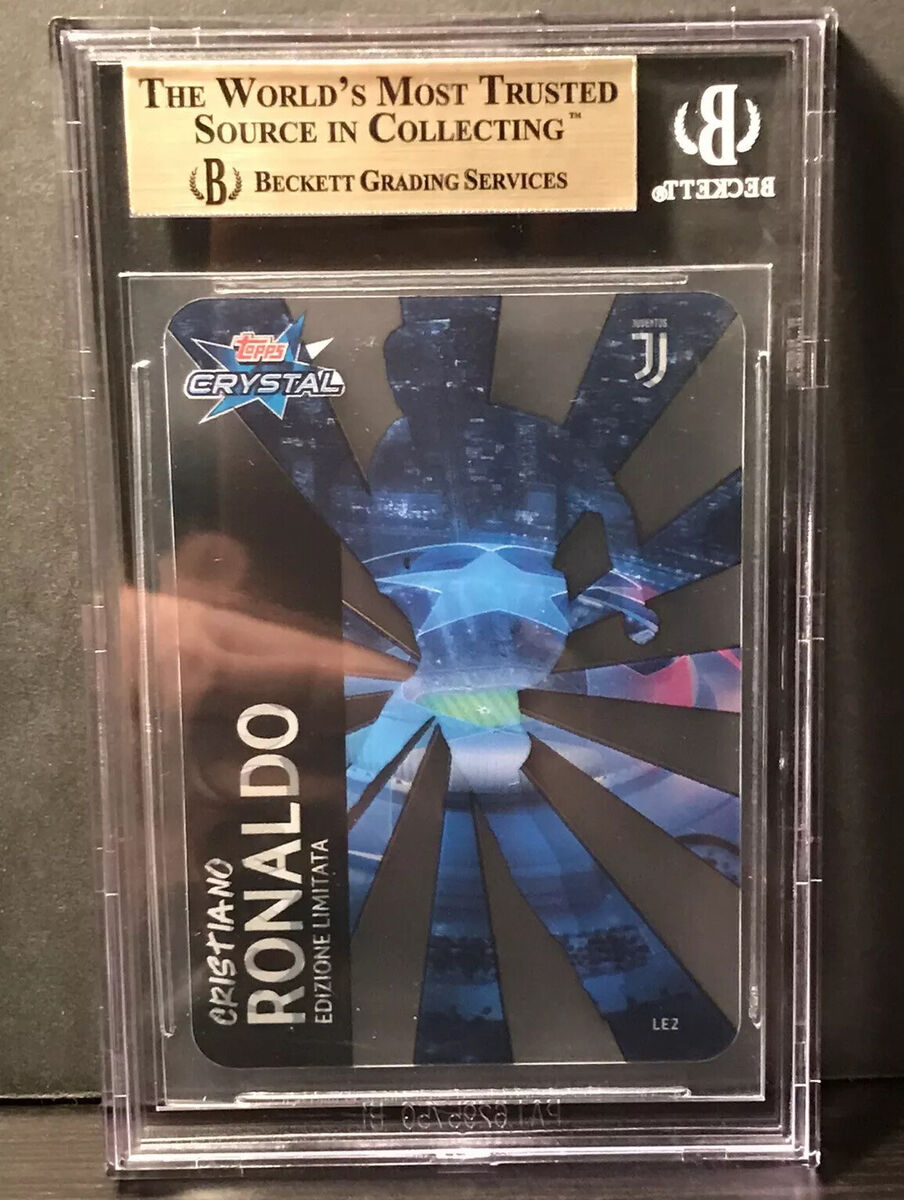 THE WORLD'S MOST TRUSTED
SOURCE IN COLLECTING™
B BECKETT GRADING SERVICES
B
BECKETT®
topps
CRYSTAL
JUVENTUS
J
CRISTIANO
RONALDO
EDIZIONE LIMITATA
LE2